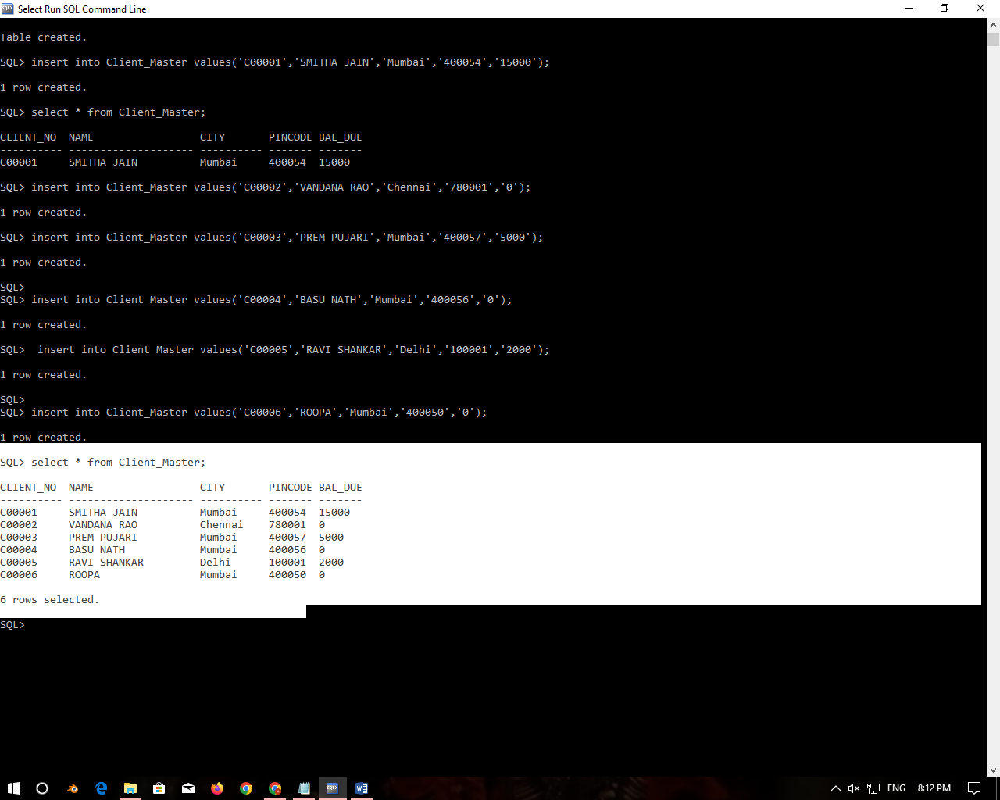 Select Run SQL Command Line
Table created.
SQL> insert into Client_Master values('C00001','SMITHA JAIN','Mumbai','400054','15000');
1 row created.
SQL> select * from Client_Master;
CLIENT_NO  NAME                 CITY       PINCODE BAL_DUE
---------- -------------------- ---------- ------- -------
C00001     SMITHA JAIN          Mumbai     400054  15000
SQL> insert into Client_Master values('C00002','VANDANA RAO','Chennai','780001','0');
1 row created.
SQL> insert into Client_Master values('C00003','PREM PUJARI','Mumbai','400057','5000');
1 row created.
SQL>
SQL> insert into Client_Master values('C00004','BASU NATH','Mumbai','400056','0');
1 row created.
SQL>  insert into Client_Master values('C00005','RAVI SHANKAR','Delhi','100001','2000');
1 row created.
SQL>
SQL> insert into Client_Master values('C00006','ROOPA','Mumbai','400050','0');
1 row created.
SQL> select * from Client_Master;
CLIENT_NO  NAME                 CITY       PINCODE BAL_DUE
---------- -------------------- ---------- ------- -------
C00001     SMITHA JAIN          Mumbai     400054  15000
C00002     VANDANA RAO          Chennai    780001  0
C00003     PREM PUJARI          Mumbai     400057  5000
C00004     BASU NATH            Mumbai     400056  0
C00005     RAVI SHANKAR         Delhi      100001  2000
C00006     ROOPA                Mumbai     400050  0
6 rows selected.
SQL>
ENG 8:12 PM